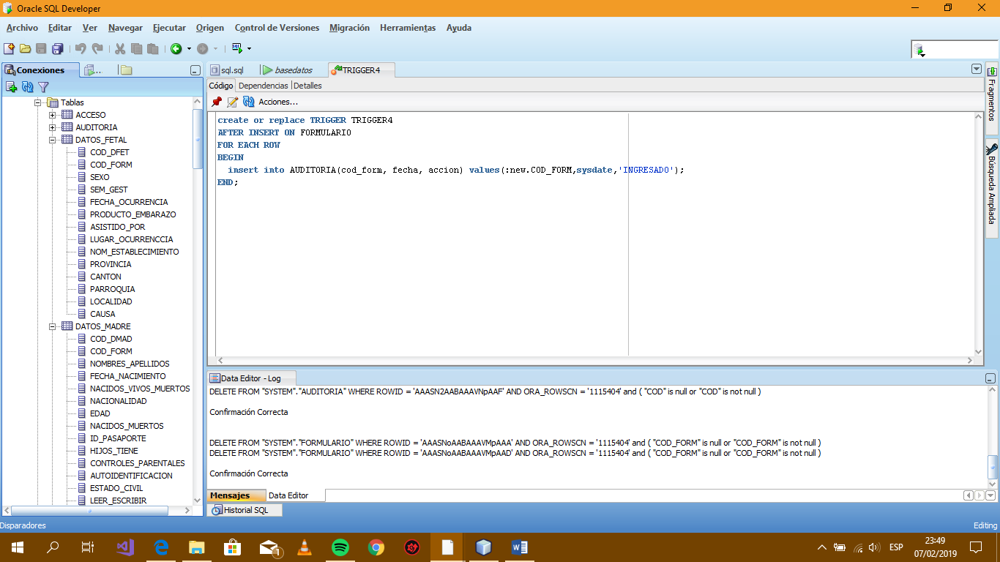 Oracle SQL Developer
Archivo Editar Ver Navegar Ejecutar Origen Control de Versiones Migración Herramientas Ayuda
Conexiones
sql.sql basedatos TRIGGER4
Código Dependencias Detalles
Acciones...
Tablas
ACCESO
AUDITORIA
DATOS_FETAL
COD_DFET
COD_FORM
SEXO
SEM_GEST
FECHA_OCURRENCIA
PRODUCTO_EMBARAZO
ASISTIDO_POR
LUGAR_OCURRENCCIA
NOM_ESTABLECIMIENTO
PROVINCIA
CANTON
PARROQUIA
LOCALIDAD
CAUSA
DATOS_MADRE
COD_DMAD
COD_FORM
NOMBRES_APELLIDOS
FECHA_NACIMIENTO
NACIDOS_VIVOS_MUERTOS
NACIONALIDAD
EDAD
NACIDOS_MUERTOS
ID_PASAPORTE
HIJOS_TIENE
CONTROLES_PARENTALES
AUTOIDENTIFICACION
ESTADO_CIVIL
LEER_ESCRIBIR
create or replace TRIGGER TRIGGER4
AFTER INSERT ON FORMULARIO
FOR EACH ROW
BEGIN
insert into AUDITORIA(cod_form, fecha, accion) values(:new.COD_FORM,sysdate,'INGRESADO');
END;
Fragmentos
Búsqueda Ampliada
Data Editor - Log
DELETE FROM "SYSTEM"."AUDITORIA" WHERE ROWID = 'AAASN2AABAAAVNpAAF' AND ORA_ROWSCN = '1115404' and ( "COD" is null or "COD" is not null )
Confirmación Correcta
DELETE FROM "SYSTEM"."FORMULARIO" WHERE ROWID = 'AAASNoAABAAAVMpAAA' AND ORA_ROWSCN = '1115404' and ( "COD_FORM" is null or "COD_FORM" is not null )
DELETE FROM "SYSTEM"."FORMULARIO" WHERE ROWID = 'AAASNoAABAAAVMpAAD' AND ORA_ROWSCN = '1115404' and ( "COD_FORM" is null or "COD_FORM" is not null )
Confirmación Correcta
Mensajes Data Editor
Historial SQL
Disparadores
Editing
1
ESP
23:49
07/02/2019